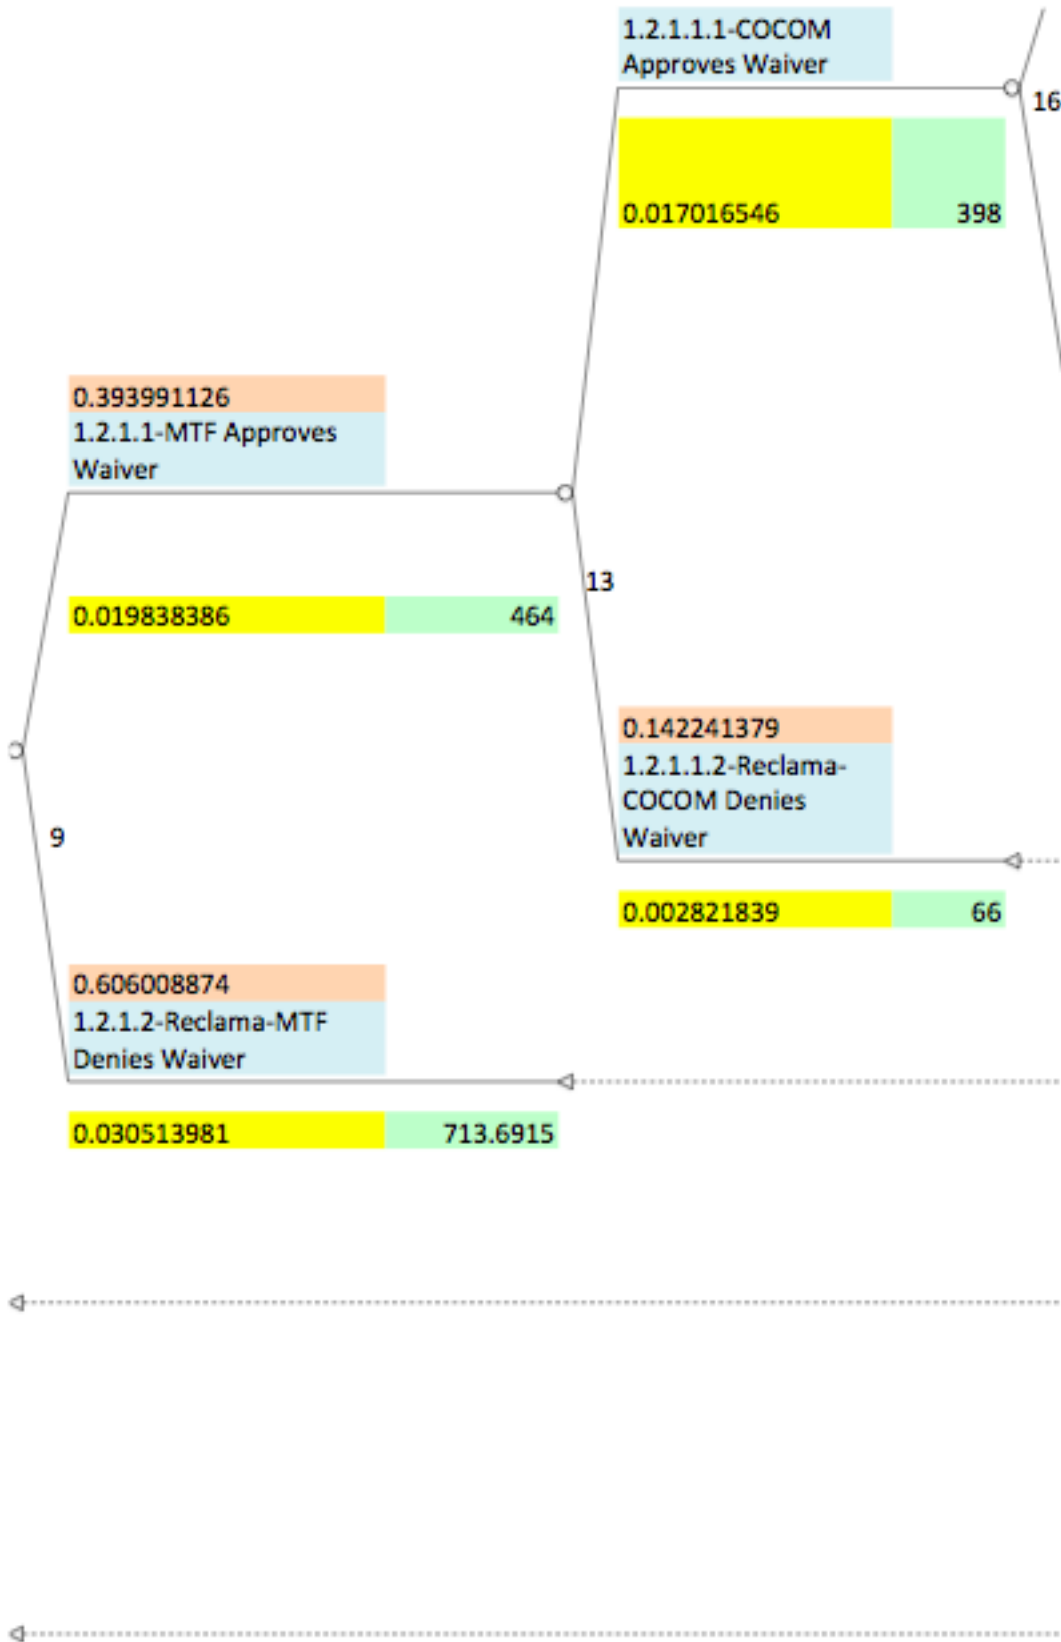 1.2.1.1.1-COCOM
Approves Waiver
16
0.017016546 398
0.393991126
1.2.1.1-MTF Approves
Waiver
13
0.019838386 464
0.142241379
1.2.1.1.2-Reclama-
COCOM Denies
Waiver
9
0.002821839 66
0.606008874
1.2.1.2-Reclama-MTF
Denies Waiver
0.030513981 713.6915